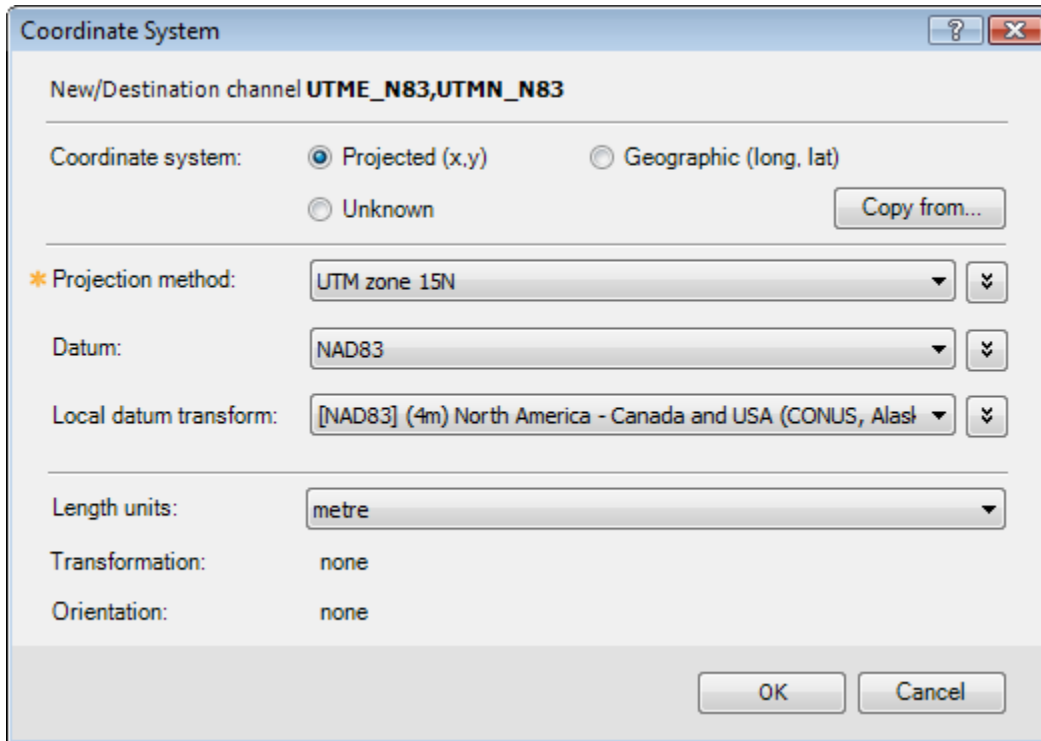 Coordinate System
New/Destination channel UTME_N83,UTMN_N83
Coordinate system: Projected (x,y) Geographic (long, lat)
Unknown Copy from...
* Projection method: UTM zone 15N
Datum: NAD83
Local datum transform: [NAD83] (4m) North America - Canada and USA (CONUS,
Length units: metre
Transformation: none
Orientation: none
OK Cancel